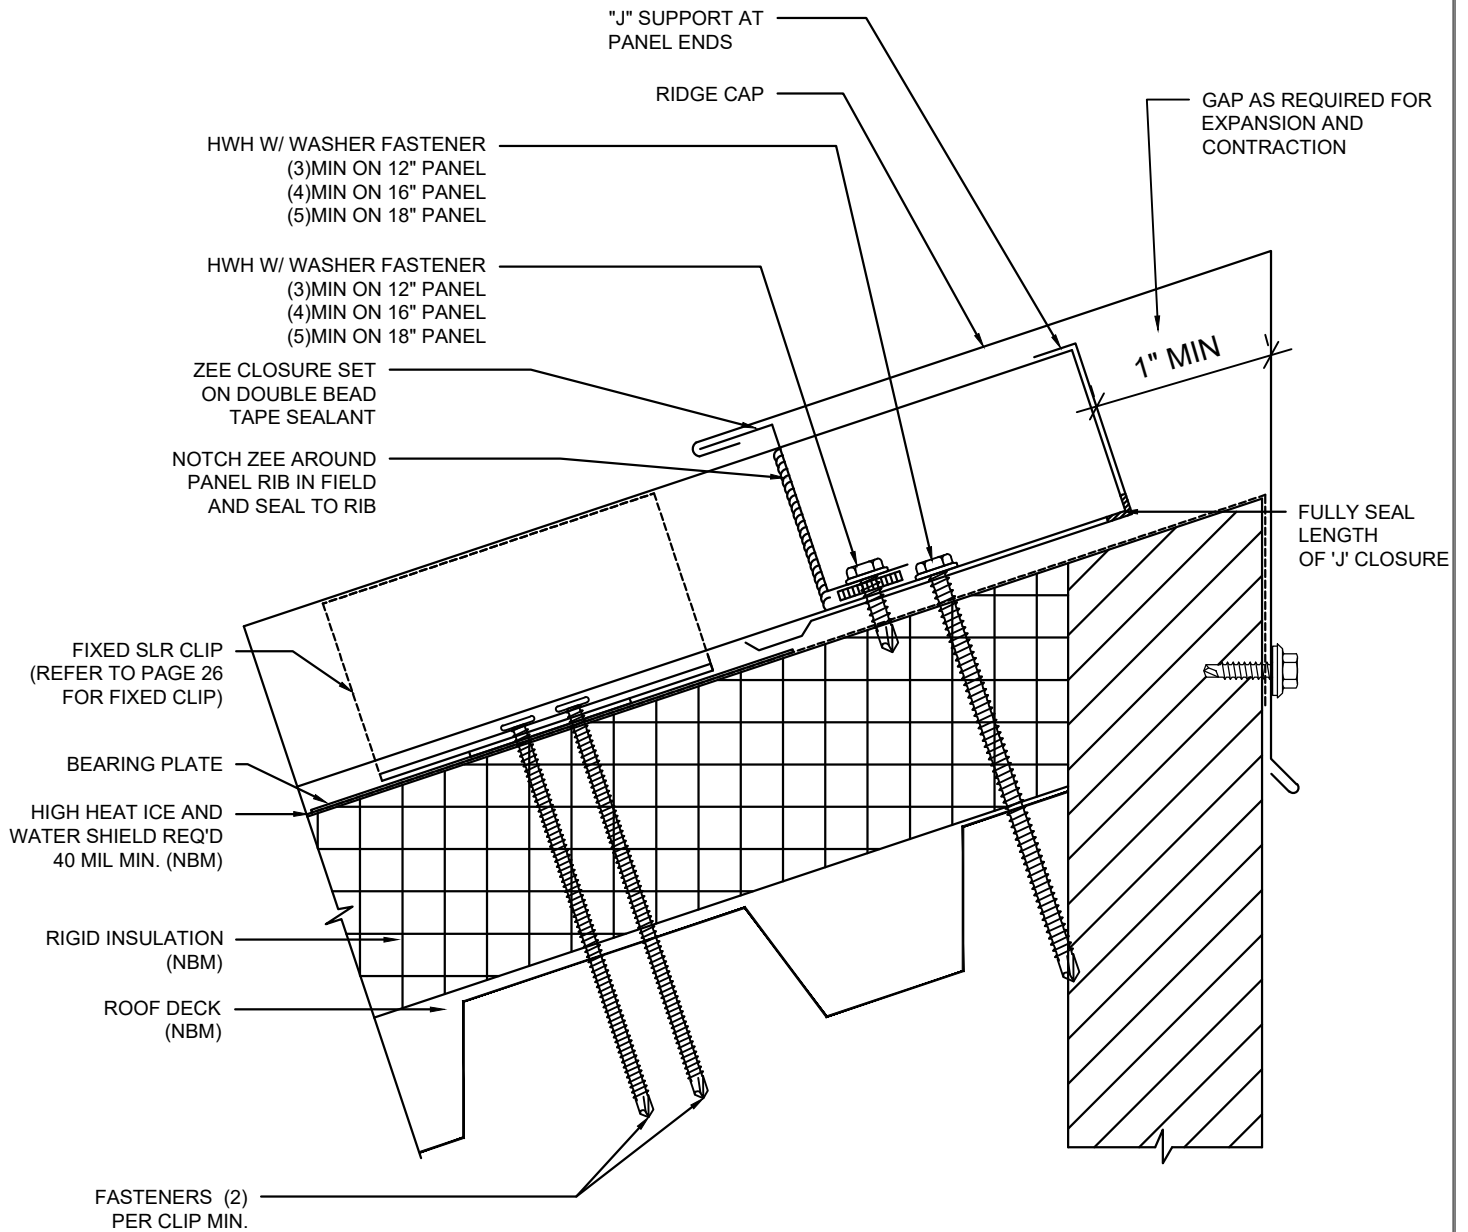 "J" SUPPORT AT
PANEL ENDS
RIDGE CAP
GAP AS REQUIRED FOR
EXPANSION AND
CONTRACTION
HWH W/ WASHER FASTENER
(3)MIN ON 12" PANEL
(4)MIN ON 16" PANEL
(5)MIN ON 18" PANEL
HWH W/ WASHER FASTENER
(3)MIN ON 12" PANEL
(4)MIN ON 16" PANEL
(5)MIN ON 18" PANEL
1" MIN
ZEE CLOSURE SET
ON DOUBLE BEAD
TAPE SEALANT
NOTCH ZEE AROUND
PANEL RIB IN FIELD
AND SEAL TO RIB
FULLY SEAL
LENGTH
OF 'J' CLOSURE
FIXED SLR CLIP
(REFER TO PAGE 26
FOR FIXED CLIP)
BEARING PLATE
HIGH HEAT ICE AND
WATER SHIELD REQ'D
40 MIL MIN. (NBM)
RIGID INSULATION
(NBM)
ROOF DECK
(NBM)
FASTENERS (2)
PER CLIP MIN.